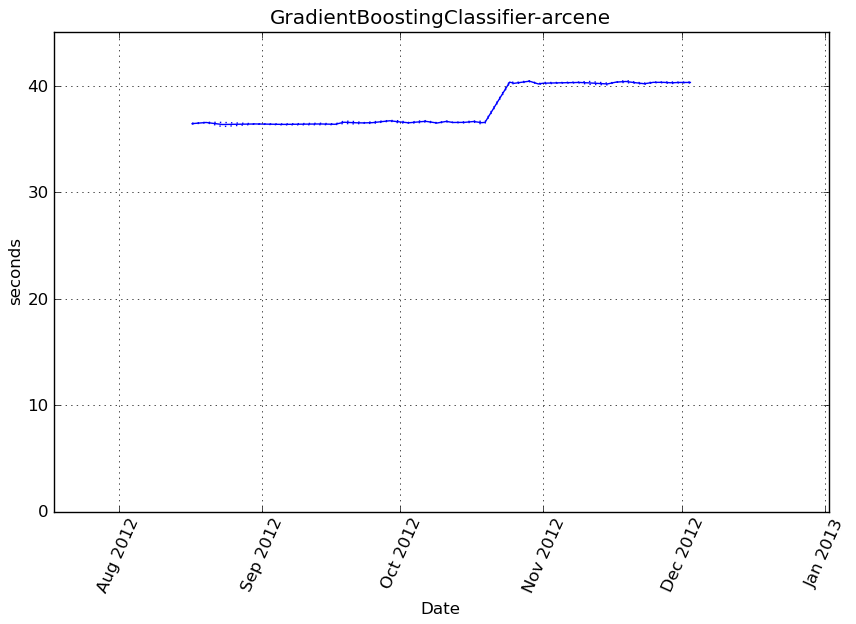 GradientBoostingClassifier-arcene
40
30
20
10
0
seconds
Aug 2012
Sep 2012
Oct 2012
Nov 2012
Dec 2012
Jan 2013
Date